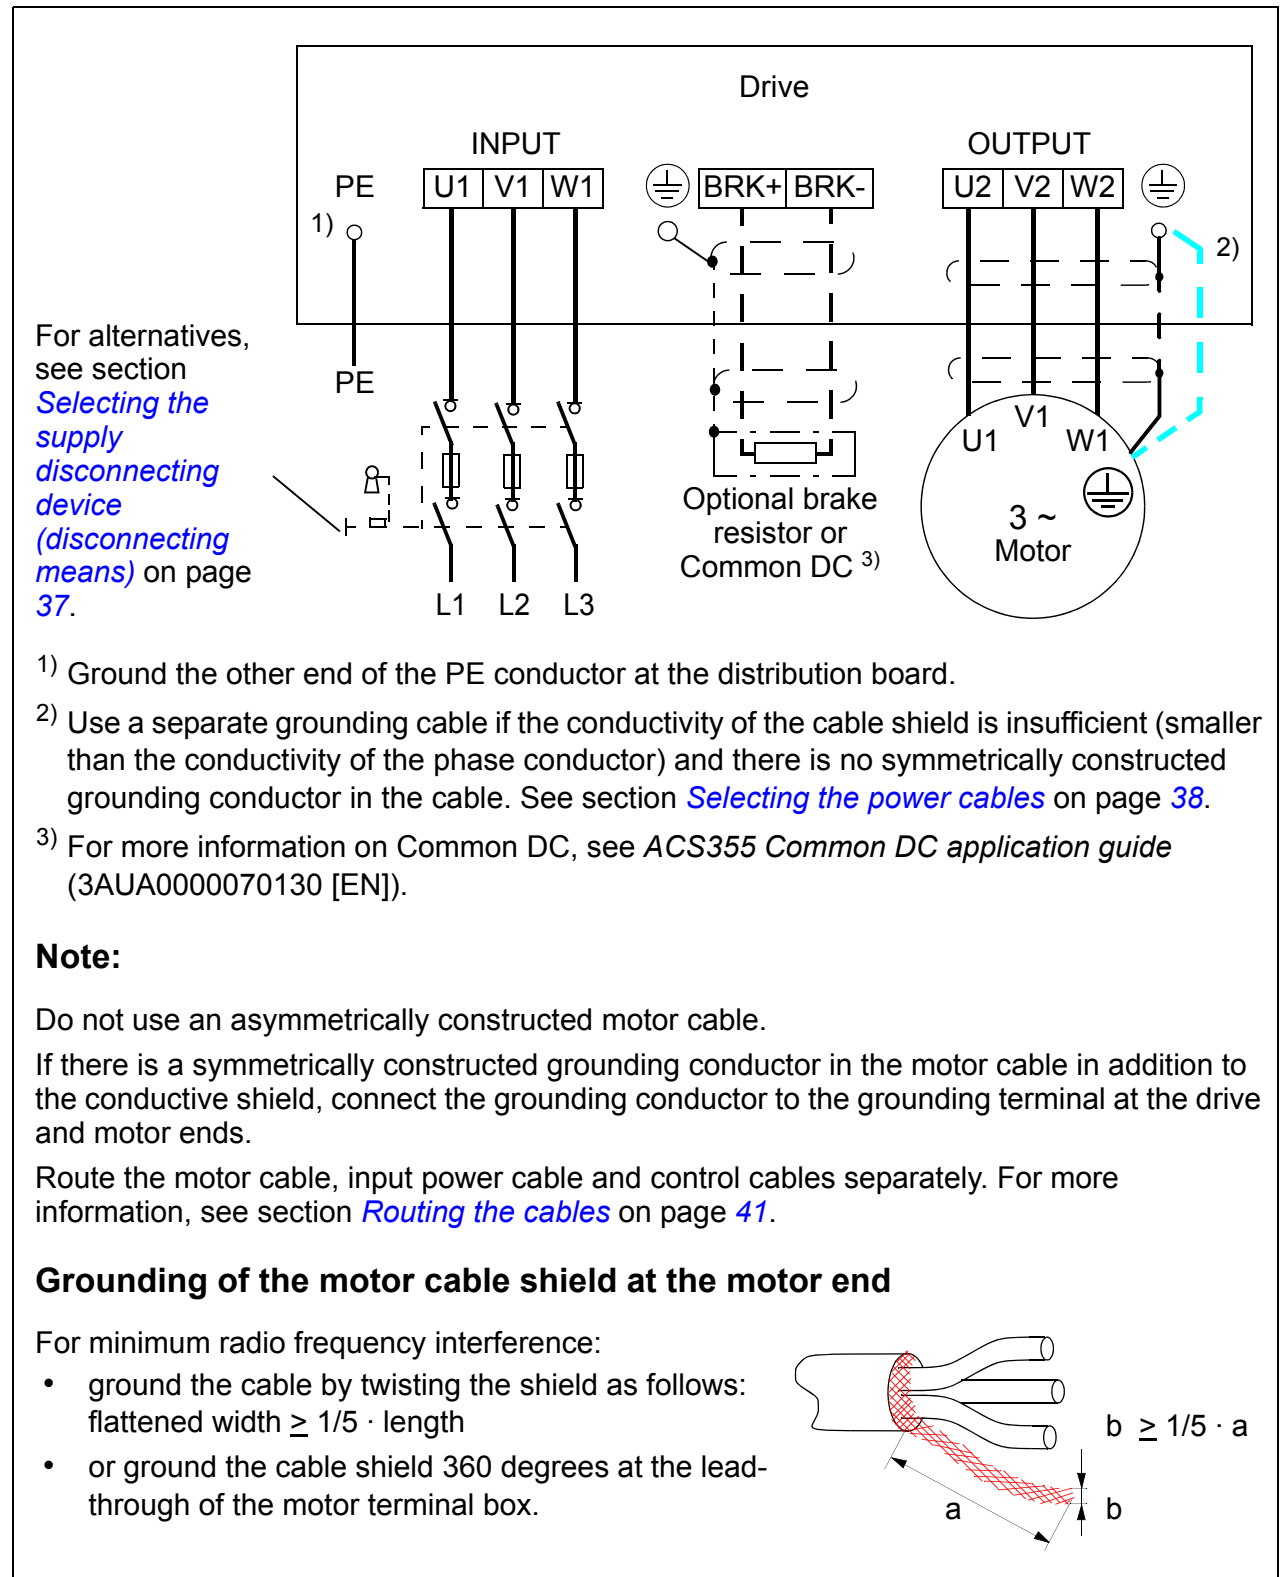 Drive
INPUT
OUTPUT
PE
U1 V1 W1
BRK+ BRK-
U2 V2 W2
1)
2)
For alternatives,
see section
Selecting the
supply
disconnecting
device
(disconnecting
means) on page
37.
PE
L1 L2 L3
Optional brake
resistor or
Common DC 3)
U1 V1 W1
3 ~
Motor
1) Ground the other end of the PE conductor at the distribution board.
2) Use a separate grounding cable if the conductivity of the cable shield is insufficient (smaller
than the conductivity of the phase conductor) and there is no symmetrically constructed
grounding conductor in the cable. See section Selecting the power cables on page 38.
3) For more information on Common DC, see ACS355 Common DC application guide
(3AUA0000070130 [EN]).
Note:
Do not use an asymmetrically constructed motor cable.
If there is a symmetrically constructed grounding conductor in the motor cable in addition to
the conductive shield, connect the grounding conductor to the grounding terminal at the drive
and motor ends.
Route the motor cable, input power cable and control cables separately. For more
information, see section Routing the cables on page 41.
Grounding of the motor cable shield at the motor end
For minimum radio frequency interference:
• ground the cable by twisting the shield as follows:
flattened width ≥ 1/5 · length
• or ground the cable shield 360 degrees at the lead-
through of the motor terminal box.
b ≥ 1/5 · a
a
b